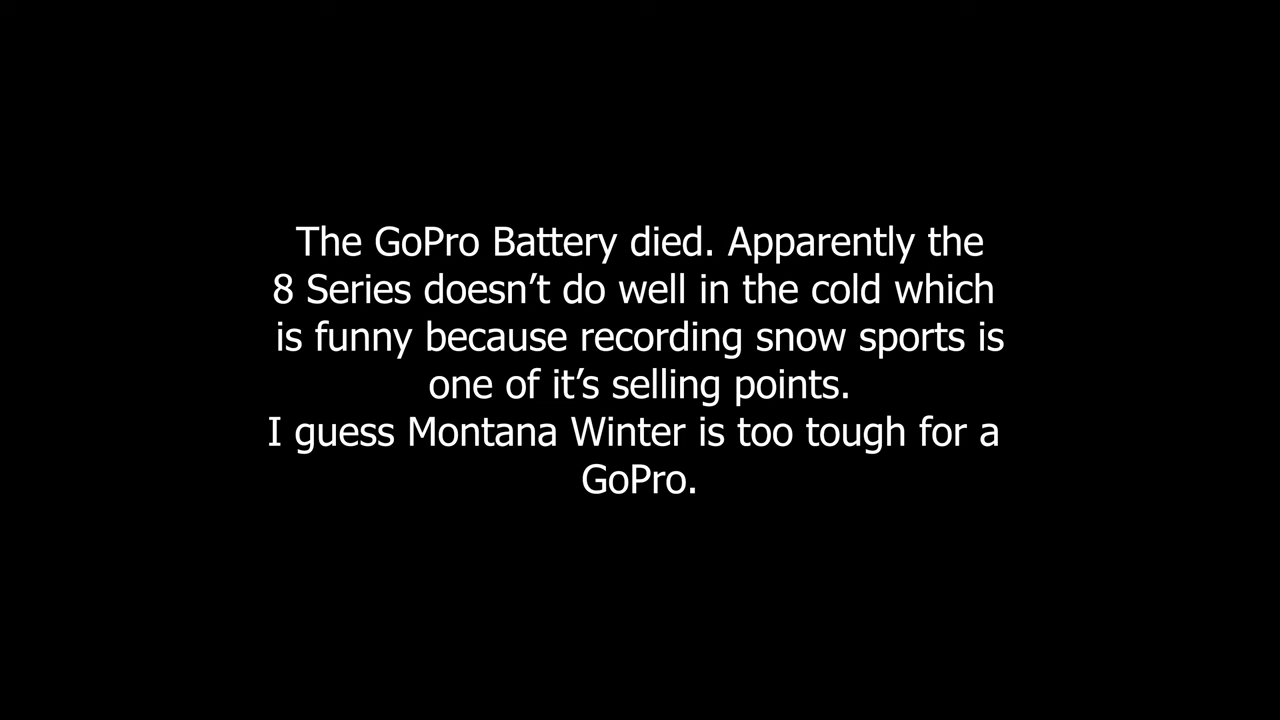 The GoPro Battery died. Apparently the
8 Series doesn’t do well in the cold which
is funny because recording snow sports is
one of it’s selling points.
I guess Montana Winter is too tough for a
GoPro.